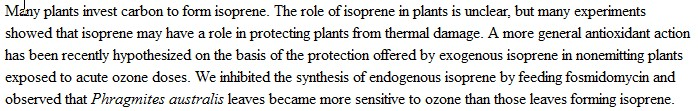 Many plants invest carbon to form isoprene. The role of isoprene in plants is unclear, but many experiments
showed that isoprene may have a role in protecting plants from thermal damage. A more general antioxidant action
has been recently hypothesized on the basis of the protection offered by exogenous isoprene in nonemitting plants
exposed to acute ozone doses. We inhibited the synthesis of endogenous isoprene by feeding fosmidomycin and
observed that Phragmites australis leaves became more sensitive to ozone than those leaves forming isoprene.